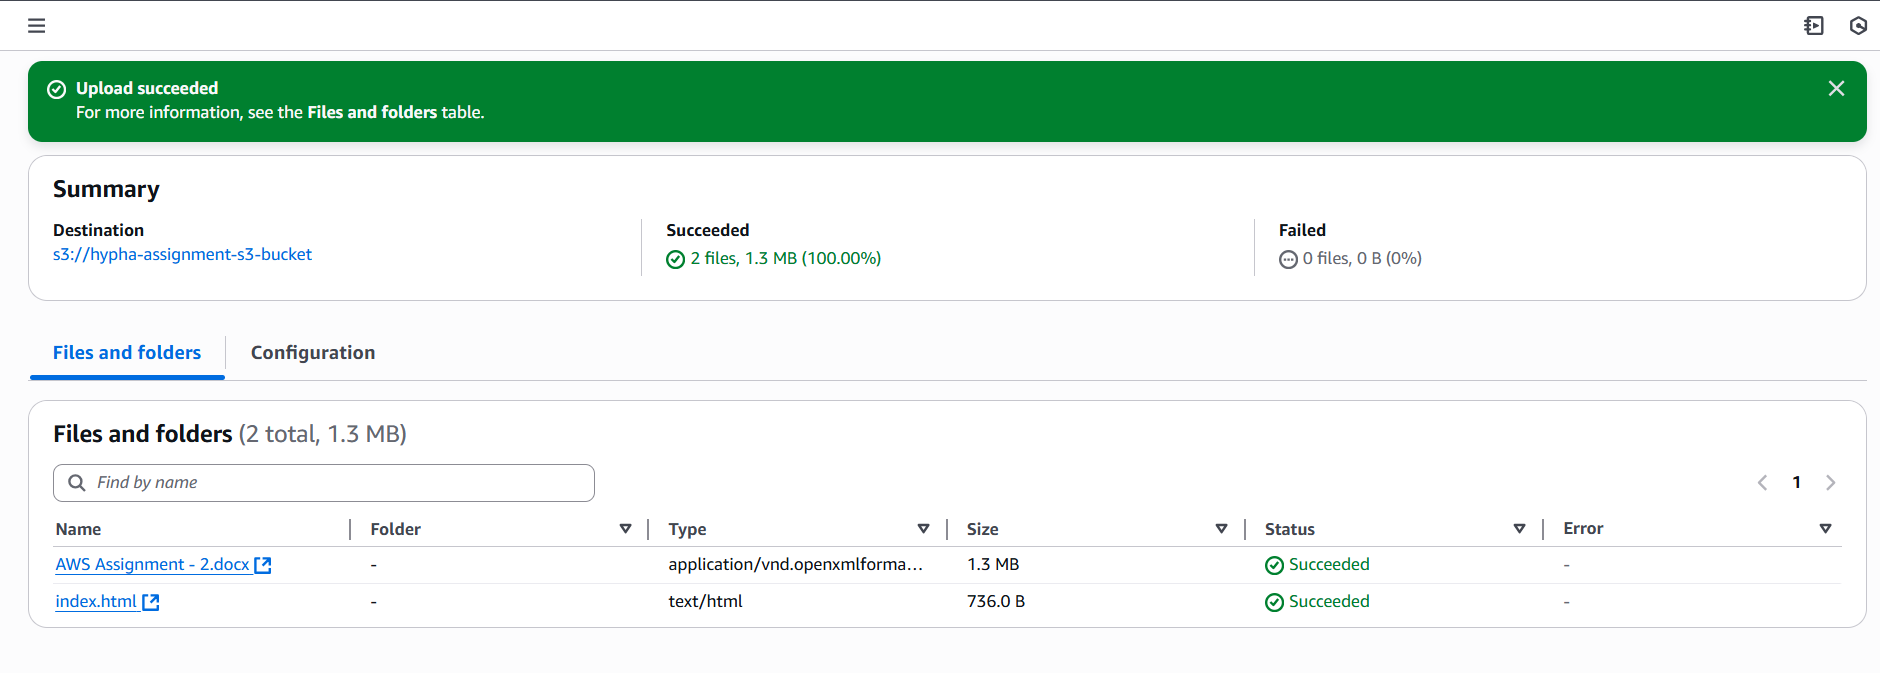 Upload succeeded
For more information, see the Files and folders table.
Summary
Destination
s3://hypha-assignment-s3-bucket
Succeeded
2 files, 1.3 MB (100.00%)
Failed
0 files, 0 B (0%)
Files and folders
Configuration
Files and folders (2 total, 1.3 MB)
Find by name
1
Name Folder Type Size Status Error
AWS Assignment - 2.docx - application/vnd.openxmlforma... 1.3 MB Succeeded -
index.html - text/html 736.0 B Succeeded -